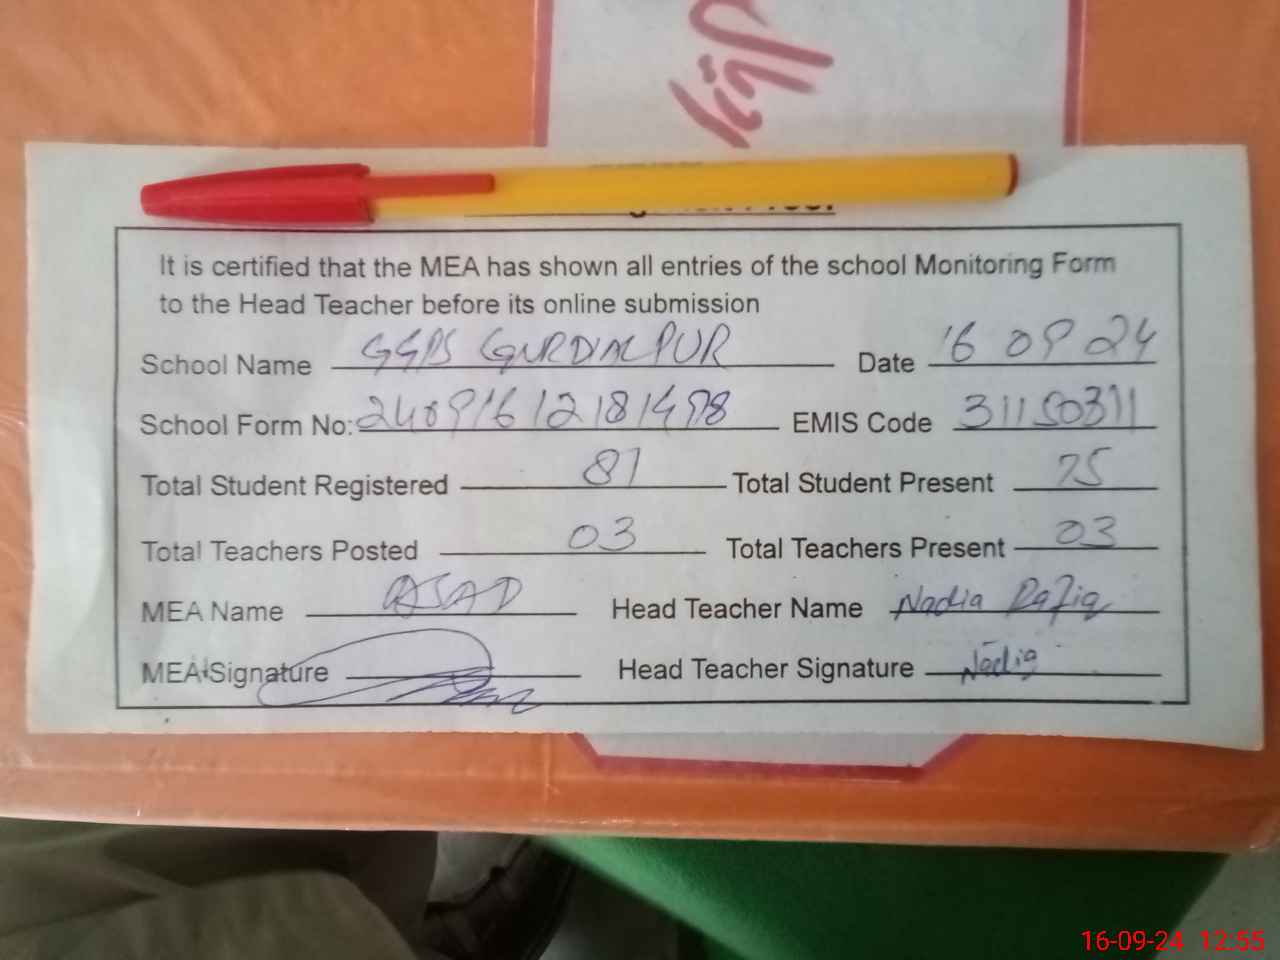 It is certified that the MEA has shown all entries of the school Monitoring Form
to the Head Teacher before its online submission
School Name GGPS GURDIAL PUR Date 16 09 24
School Form No: 24091612181498 EMIS Code 31150311
Total Student Registered 81 Total Student Present 75
Total Teachers Posted 03 Total Teachers Present 03
MEA Name ASAD Head Teacher Name Nadia Rafiq
MEA Signature Head Teacher Signature Nadia
16-09-24 12:55